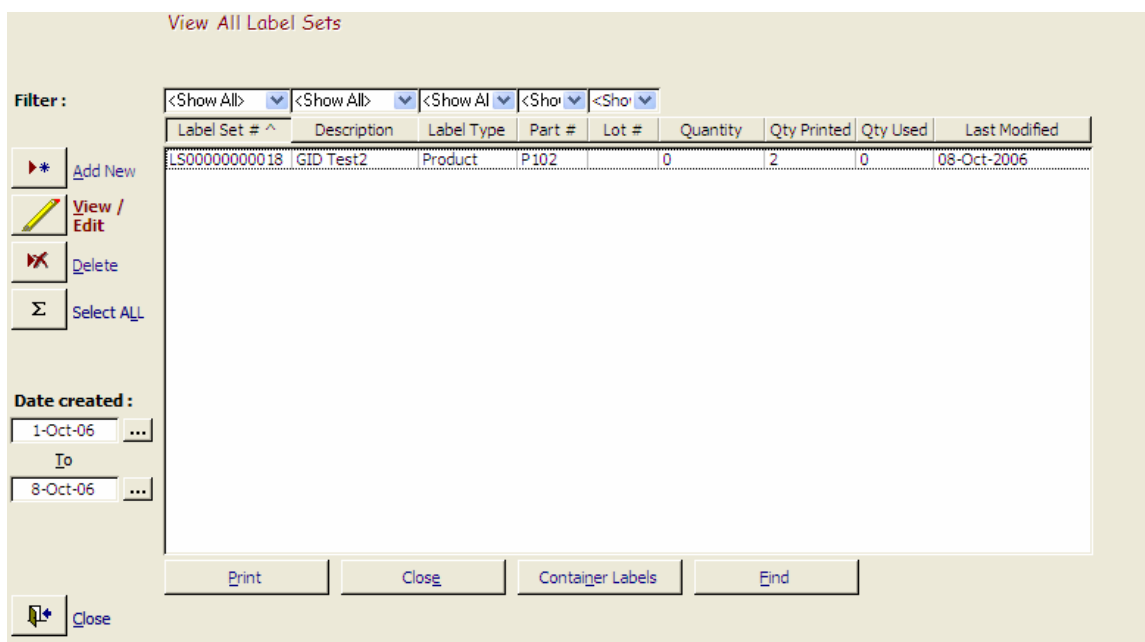 View All Label Sets
Filter :
<Show All> <Show All> <Show Al <Sho <Sho
Label Set # ^ Description Label Type Part # Lot # Quantity Qty Printed Qty Used Last Modified
LS00000000018 GID Test2 Product P102 0 2 0 08-Oct-2006
Add New
View /
Edit
Delete
Σ Select ALL
Date created :
1-Oct-06 ...
To
8-Oct-06 ...
Print Close Container Labels Find
Close